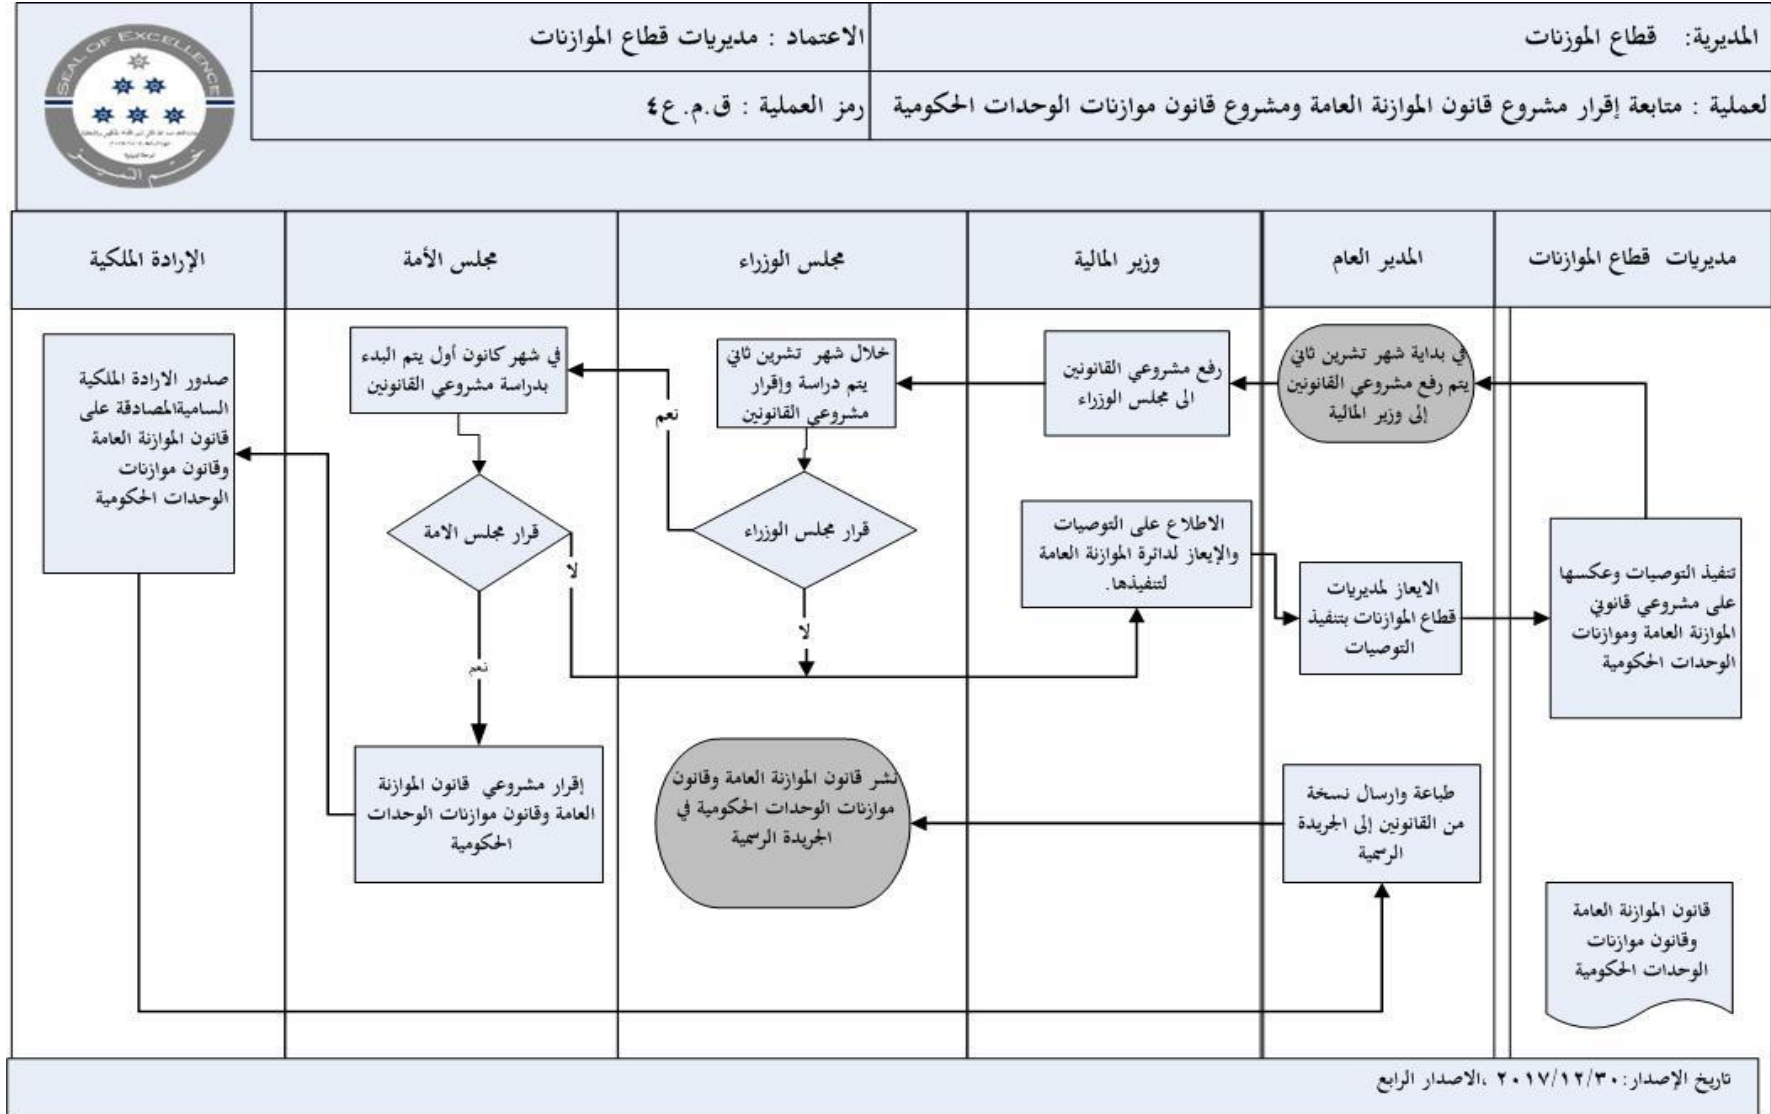 المديرية: قطاع الموزنات
الاعتماد : مديريات قطاع الموازنات
لعملية : متابعة إقرار مشروع قانون الموازنة العامة ومشروع قانون موازنات الوحدات الحكومية
رمز العملية : ق.م.ع٤
SEAL OF EXCELLENCE
ختم التميز
مديريات قطاع الموازنات
المدير العام
وزير المالية
مجلس الوزراء
مجلس الأمة
الإرادة الملكية
في بداية شهر تشرين ثاني
يتم رفع مشروعي القانونين
إلى وزير المالية
رفع مشروعي القانونين
الى مجلس الوزراء
خلال شهر تشرين ثاني
يتم دراسة وإقرار
مشروعي القانونين
نعم
في شهر كانون أول يتم البدء
بدراسة مشروعي القانونين
صدور الارادة الملكية
الساميةالمصادقة على
قانون الموازنة العامة
وقانون موازنات
الوحدات الحكومية
قرار مجلس الوزراء
لا
قرار مجلس الامة
لا
نعم
الاطلاع على التوصيات
والإيعاز لدائرة الموازنة العامة
لتنفيذها.
الايعاز لمديريات
قطاع الموازنات بتنفيذ
التوصيات
تنفيذ التوصيات وعكسها
على مشروعي قانوني
الموازنة العامة وموازنات
الوحدات الحكومية
إقرار مشروعي قانون الموازنة
العامة وقانون موازنات الوحدات
الحكومية
نشر قانون الموازنة العامة وقانون
موازنات الوحدات الحكومية في
الجريدة الرسمية
طباعة وارسال نسخة
من القانونين إلى الجريدة
الرسمية
قانون الموازنة العامة
وقانون موازنات
الوحدات الحكومية
تاريخ الإصدار:٢٠١٧/١٢/٣٠ ،الاصدار الرابع